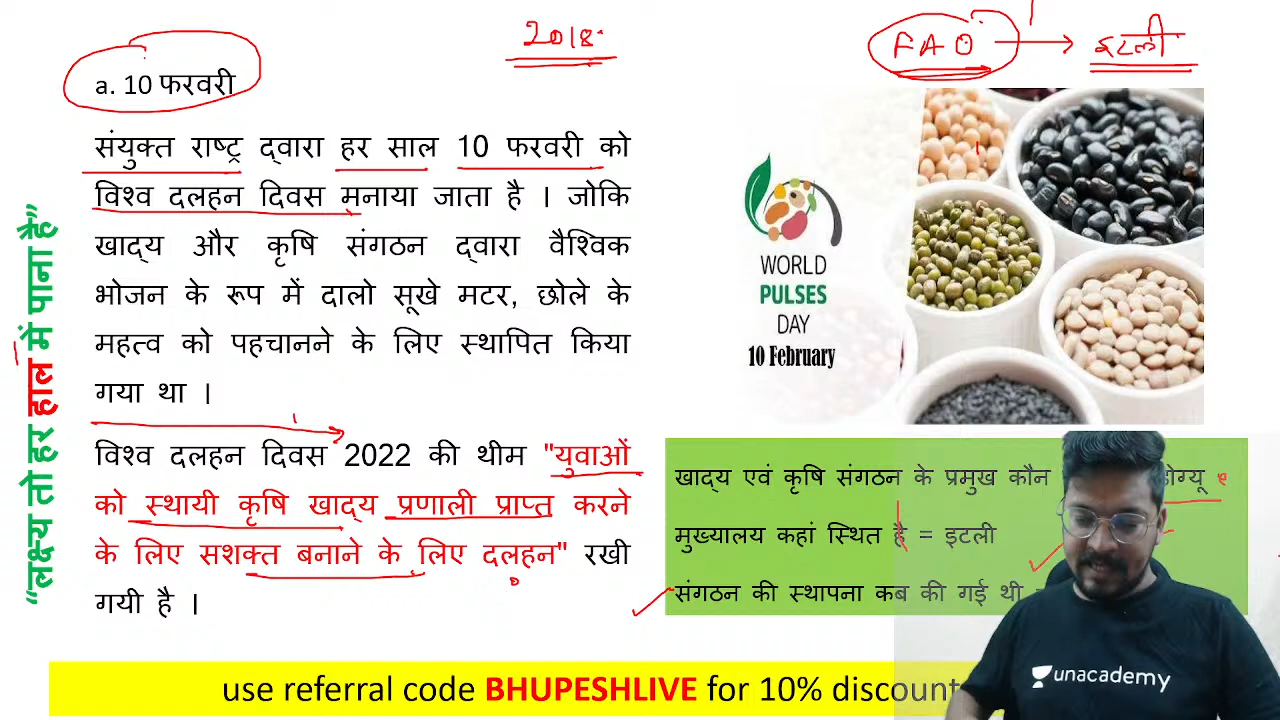 2018
FAO → इटली
a. 10 फरवरी
संयुक्त राष्ट्र द्वारा हर साल 10 फरवरी को
विश्व दलहन दिवस मनाया जाता है । जोकि
खाद्य और कृषि संगठन द्वारा वैश्विक
भोजन के रूप में दालो सूखे मटर, छोले के
महत्व को पहचानने के लिए स्थापित किया
गया था ।
विश्व दलहन दिवस 2022 की थीम "युवाओं
को स्थायी कृषि खाद्य प्रणाली प्राप्त करने
के लिए सशक्त बनाने के लिए दलहन" रखी
गयी है ।
"लक्ष्य तो हर हाल में पाना है"
WORLD
PULSES
DAY
10 February
खाद्य एवं कृषि संगठन के प्रमुख कौन
मुख्यालय कहां स्थित है = इटली
संगठन की स्थापना कब की गई थी
unacademy
use referral code BHUPESHLIVE for 10% discount